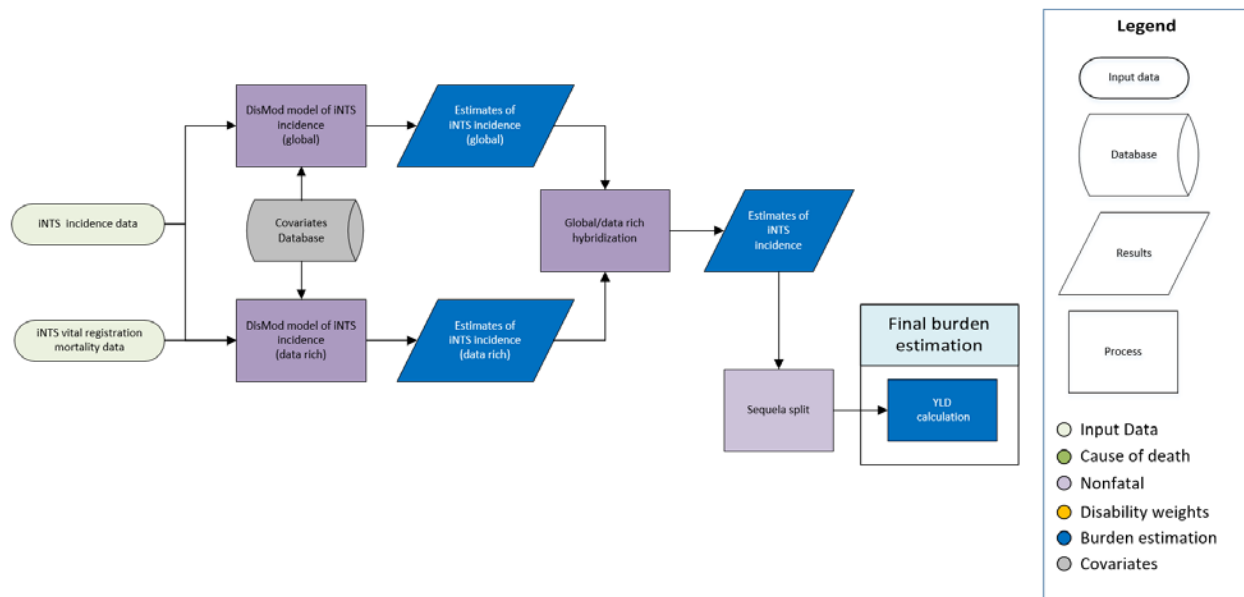 DisMod model of iNTS
incidence
(global)
Estimates of
iNTS incidence
(global)
iNTS incidence data
Covariates
Database
Global/data rich
hybridization
Estimates of
iNTS
incidence
iNTS vital registration
mortality data
DisMod model of iNTS
incidence
(data rich)
Estimates of
iNTS incidence
(data rich)
Sequela split
Final burden
estimation
YLD
calculation
Legend
Input data
Database
Results
Process
Input Data
Cause of death
Nonfatal
Disability weights
Burden estimation
Covariates